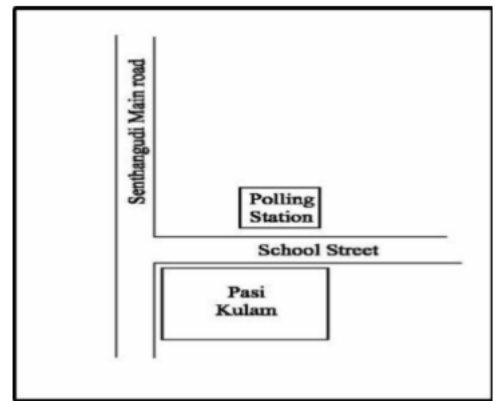 Senthangudi Main road
Polling
Station
School Street
Pasi
Kulam